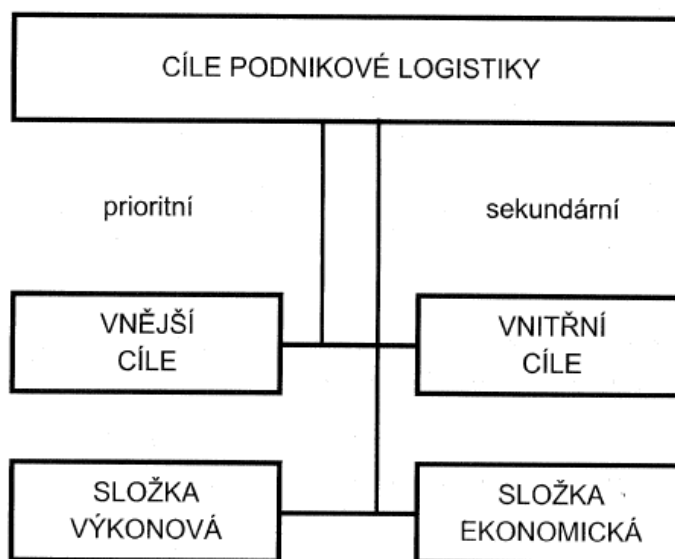 CÍLE PODNIKOVÉ LOGISTIKY
prioritní
sekundární
VNĚJŠÍ
CÍLE
VNITŘNÍ
CÍLE
SLOŽKA
VÝKONOVÁ
SLOŽKA
EKONOMICKÁ